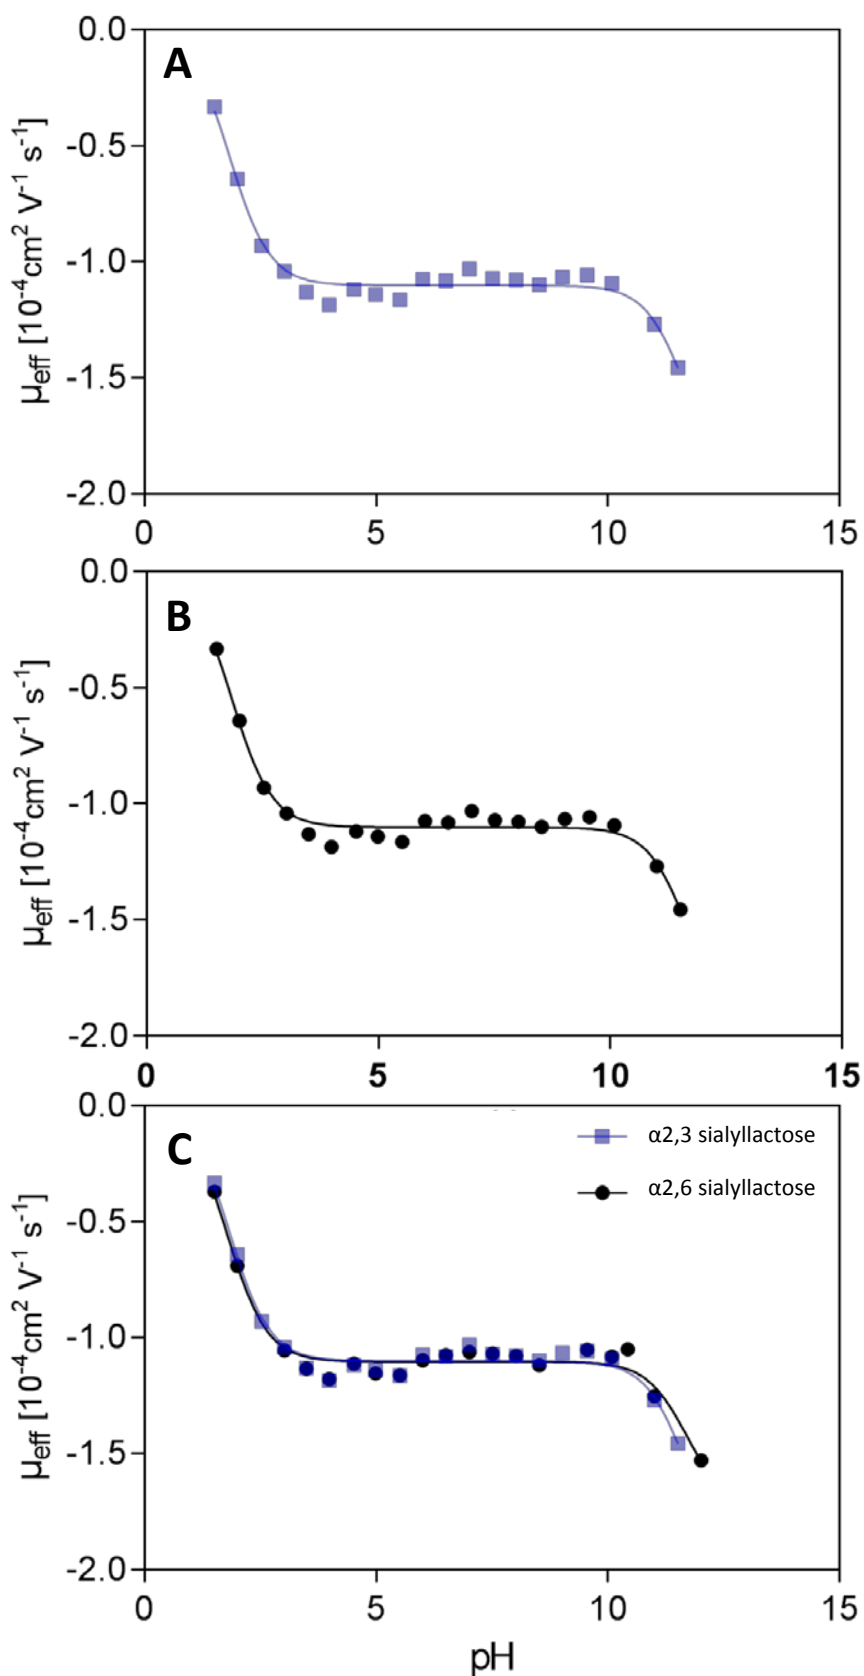 A
0.0
-0.5
-1.0
-1.5
-2.0
μeff [10-4cm2 V-1 s-1]
0 5 10 15
B
0.0
-0.5
-1.0
-1.5
-2.0
μeff [10-4cm2 V-1 s-1]
0 5 10 15
C
0.0
-0.5
-1.0
-1.5
-2.0
μeff [10-4cm2 V-1 s-1]
α2,3 sialyllactose
α2,6 sialyllactose
0 5 10 15
pH